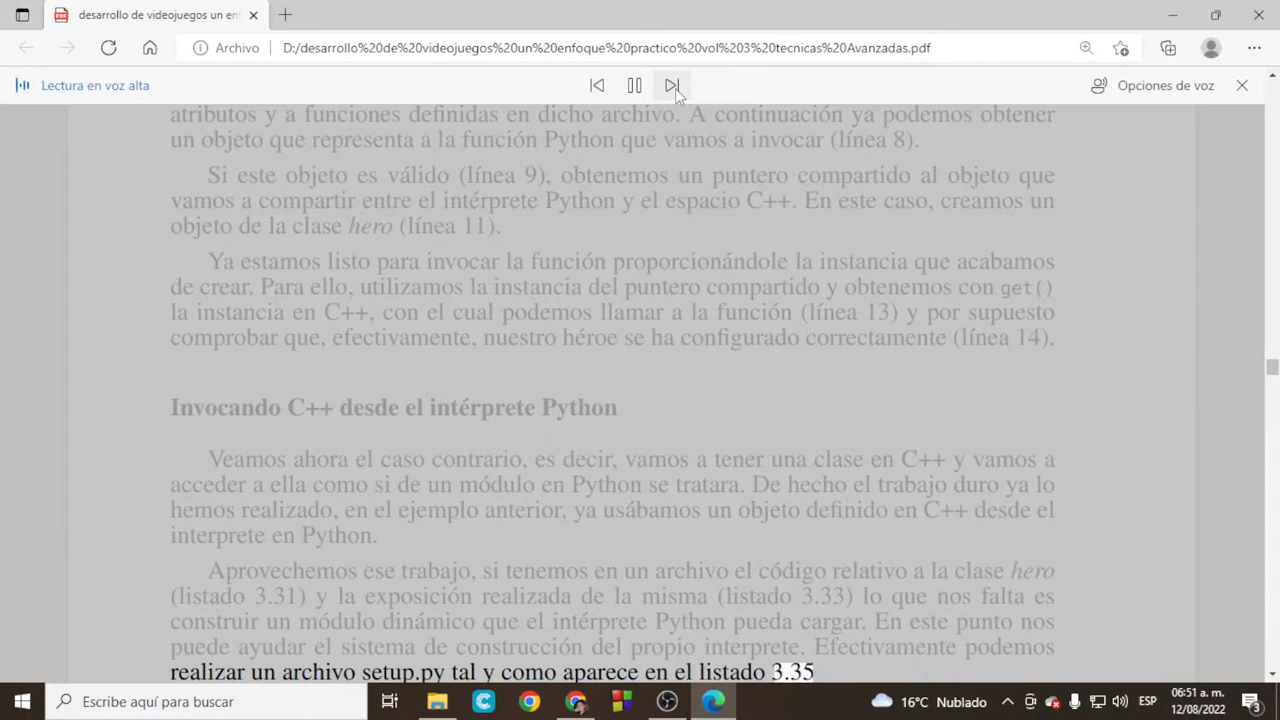 desarrollo de videojuegos un en
Archivo
D:/desarrollo%20de%20videojuegos%20un%20enfoque%20practico%20vol%203%20tecnicas%20Avanzadas.pdf
Lectura en voz alta
Opciones de voz
atributos y a funciones definidas en dicho archivo. A continuación ya podemos obtener
un objeto que representa a la función Python que vamos a invocar (línea 8).
Si este objeto es válido (línea 9), obtenemos un puntero compartido al objeto que
vamos a compartir entre el intérprete Python y el espacio C++. En este caso, creamos un
objeto de la clase hero (línea 11).
Ya estamos listo para invocar la función proporcionándole la instancia que acabamos
de crear. Para ello, utilizamos la instancia del puntero compartido y obtenemos con get()
la instancia en C++, con el cual podemos llamar a la función (línea 13) y por supuesto
comprobar que, efectivamente, nuestro héroe se ha configurado correctamente (línea 14).
Invocando C++ desde el intérprete Python
Veamos ahora el caso contrario, es decir, vamos a tener una clase en C++ y vamos a
acceder a ella como si de un módulo en Python se tratara. De hecho el trabajo duro ya lo
hemos realizado, en el ejemplo anterior, ya usábamos un objeto definido en C++ desde el
interprete en Python.
Aprovechemos ese trabajo, si tenemos en un archivo el código relativo a la clase hero
(listado 3.31) y la exposición realizada de la misma (listado 3.33) lo que nos falta es
construir un módulo dinámico que el intérprete Python pueda cargar. En este punto nos
puede ayudar el sistema de construcción del propio interprete. Efectivamente podemos
realizar un archivo setup.py tal y como aparece en el listado 3.35
Escribe aquí para buscar
16°C Nublado
ESP
06:51 a. m.
12/08/2022
3